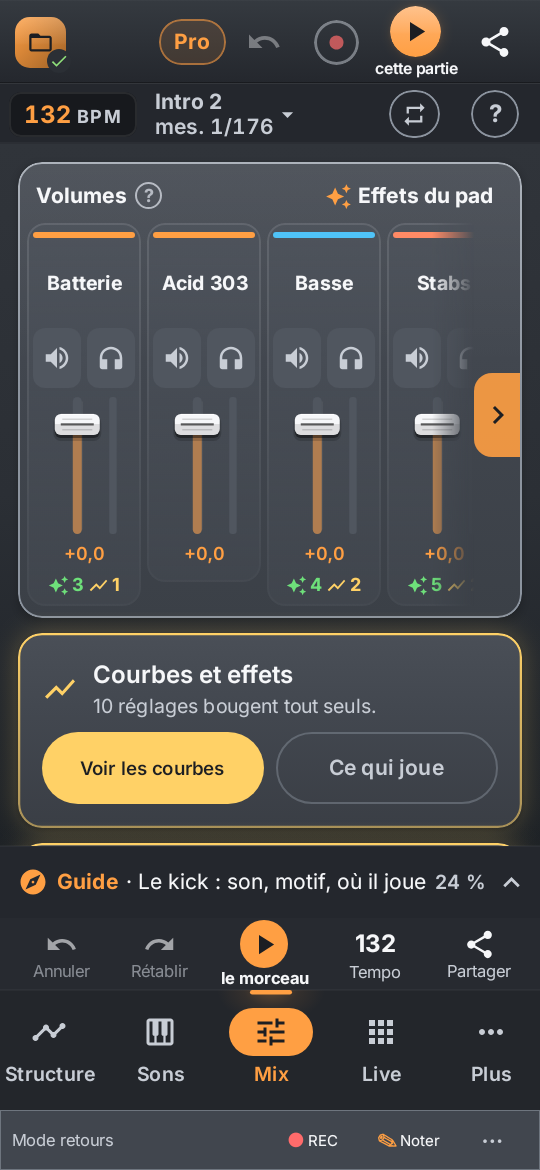 Pro
cette partie
132 BPM
Intro 2
mes. 1/176
?
Volumes ?
Effets du pad
Batterie
Acid 303
Basse
Stabs
+0,0
+0,0
+0,0
+0,0
3 1
4 2
5
Courbes et effets
10 réglages bougent tout seuls.
Voir les courbes
Ce qui joue
Guide · Le kick : son, motif, où il joue 24 %
Annuler
Rétablir
le morceau
132
Tempo
Partager
Structure
Sons
Mix
Live
Plus
Mode retours
REC
Noter